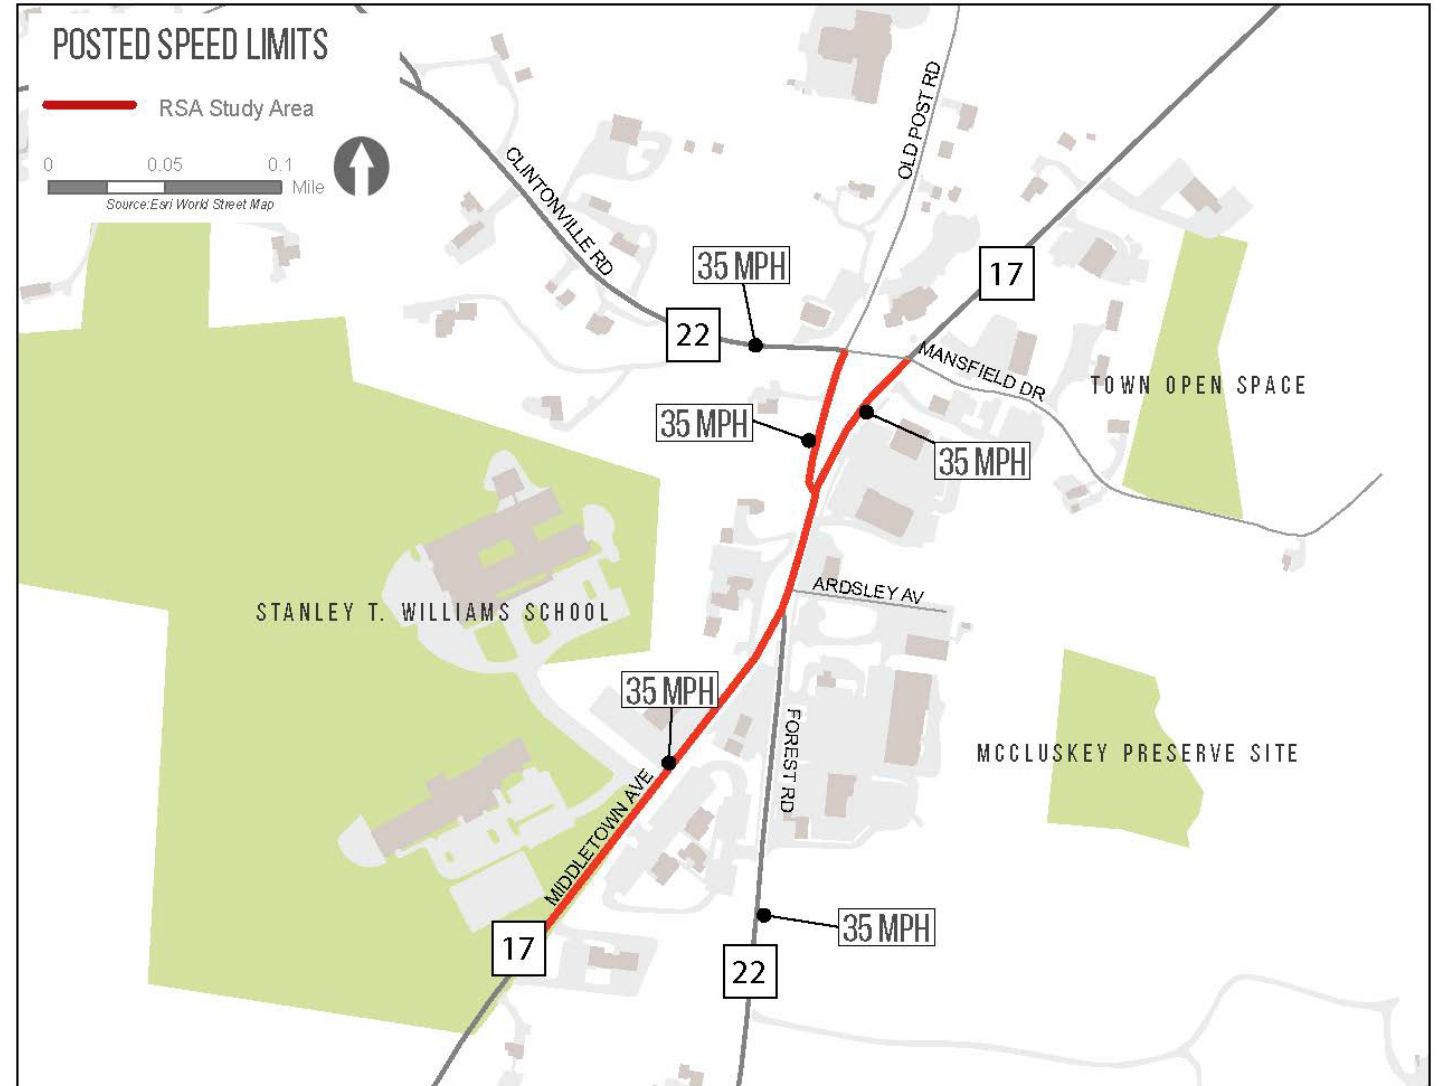 POSTED SPEED LIMITS
RSA Study Area
0 0.05 0.1
Mile
Source:Esri World Street Map
OLD POST RD
CLINTONVILLE RD
35 MPH
17
22
MANSFIELD DR
TOWN OPEN SPACE
35 MPH
35 MPH
ARDSLEY AV
STANLEY T. WILLIAMS SCHOOL
35 MPH
FOREST RD
MCCLUSKEY PRESERVE SITE
MIDDLETOWN AVE
35 MPH
17
22